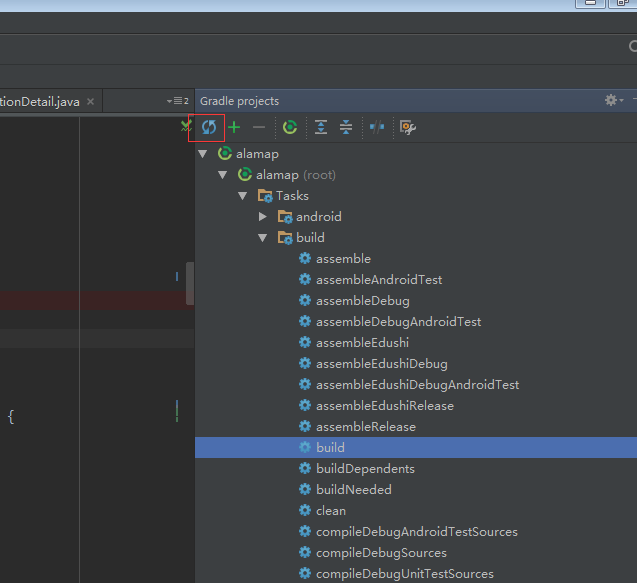 tionDetail.java
2
Gradle projects
alamap
alamap (root)
Tasks
android
build
assemble
assembleAndroidTest
assembleDebug
assembleDebugAndroidTest
assembleEdushi
assembleEdushiDebug
assembleEdushiDebugAndroidTest
assembleEdushiRelease
assembleRelease
{
build
buildDependents
buildNeeded
clean
compileDebugAndroidTestSources
compileDebugSources
compileDebugUnitTestSources